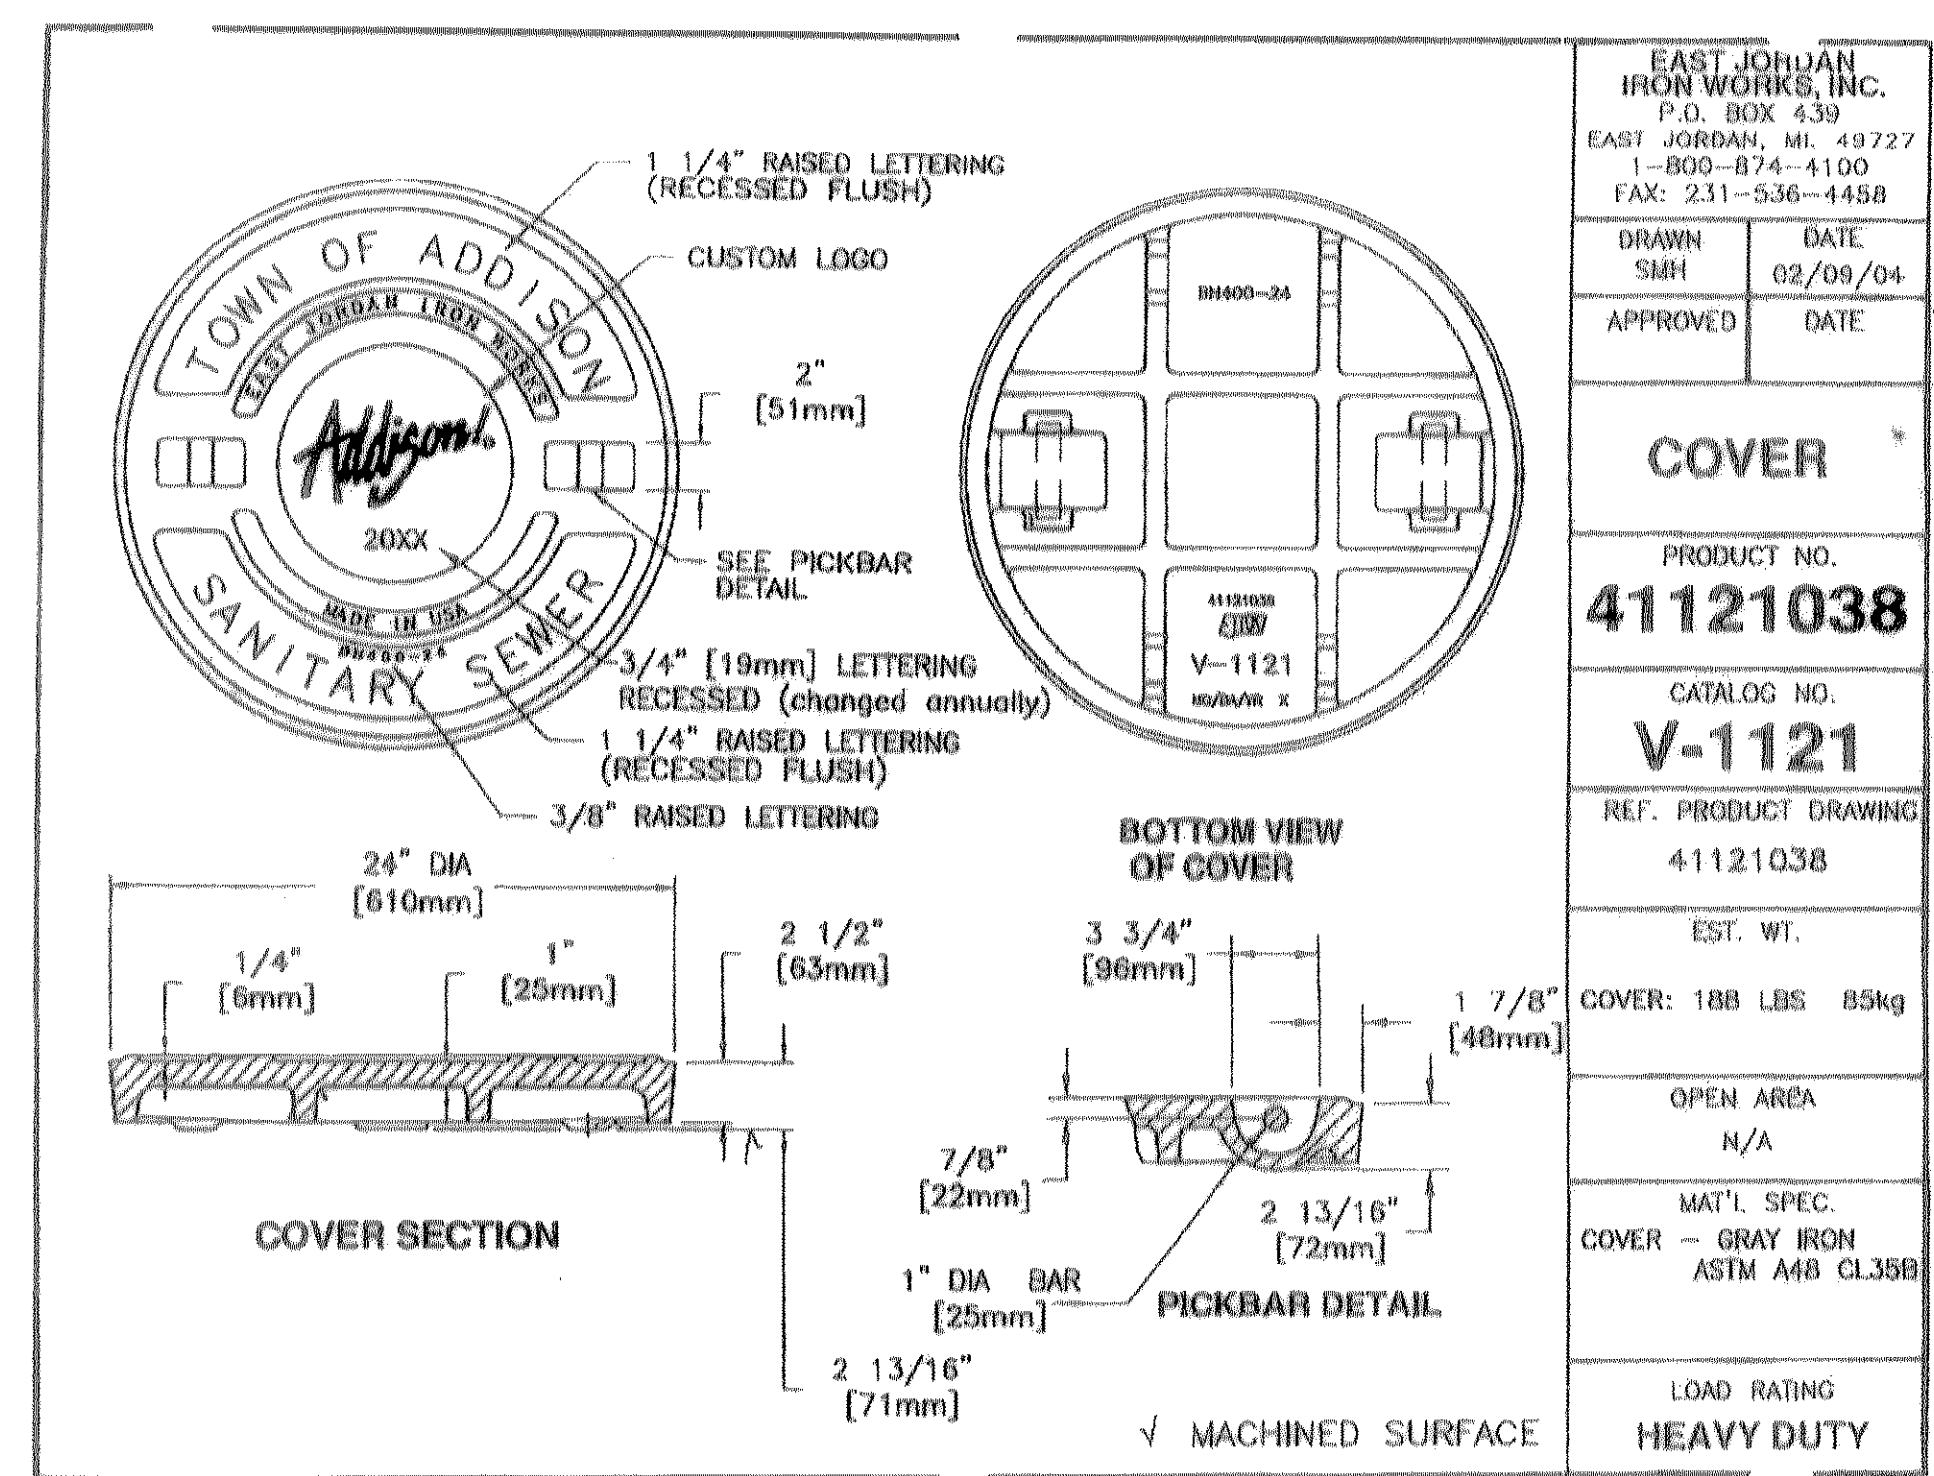 1 1/4" RAISED LETTERING
(RECESSED FLUSH)
CUSTOM LOGO
TOWN OF ADDISON
EAST JORDAN IRON WORKS
Addison!
20XX
MADE IN USA
SANITARY SEWER
2"
[51mm]
SEE PICKBAR
DETAIL
3/4" [19mm] LETTERING
RECESSED (changed annually)
1 1/4" RAISED LETTERING
(RECESSED FLUSH)
3/8" RAISED LETTERING
BH400-24
41121038
EJIW
V-1121
MO/DA/YR X
BOTTOM VIEW
OF COVER
24" DIA
[610mm]
1/4"
[6mm]
1"
[25mm]
2 1/2"
[63mm]
2 13/16"
[71mm]
COVER SECTION
3 3/4"
[96mm]
1 7/8"
[48mm]
7/8"
[22mm]
2 13/16"
[72mm]
1" DIA BAR
[25mm]
PICKBAR DETAIL
√ MACHINED SURFACE
EAST JORDAN
IRON WORKS, INC.
P.O. BOX 439
EAST JORDAN, MI. 49727
1-800-874-4100
FAX: 231-536-4458
DRAWN
SMH
DATE
02/09/04
APPROVED
DATE
COVER
PRODUCT NO.
41121038
CATALOG NO.
V-1121
REF. PRODUCT DRAWING
41121038
EST. WT.
COVER: 188 LBS 85kg
OPEN AREA
N/A
MAT'L SPEC.
COVER - GRAY IRON
ASTM A48 CL35B
LOAD RATING
HEAVY DUTY